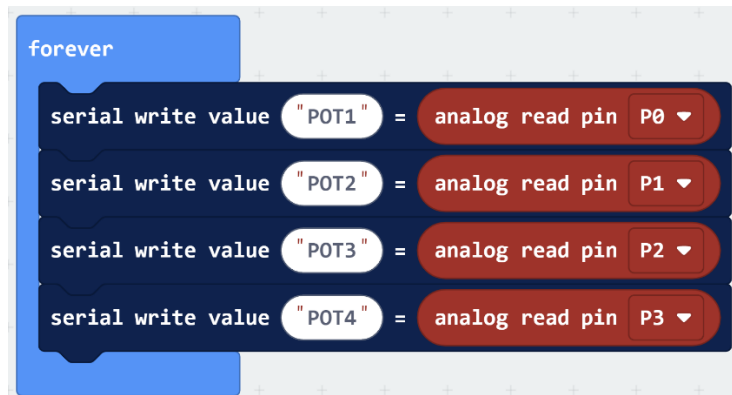 forever
serial write value "POT1" = analog read pin P0
serial write value "POT2" = analog read pin P1
serial write value "POT3" = analog read pin P2
serial write value "POT4" = analog read pin P3